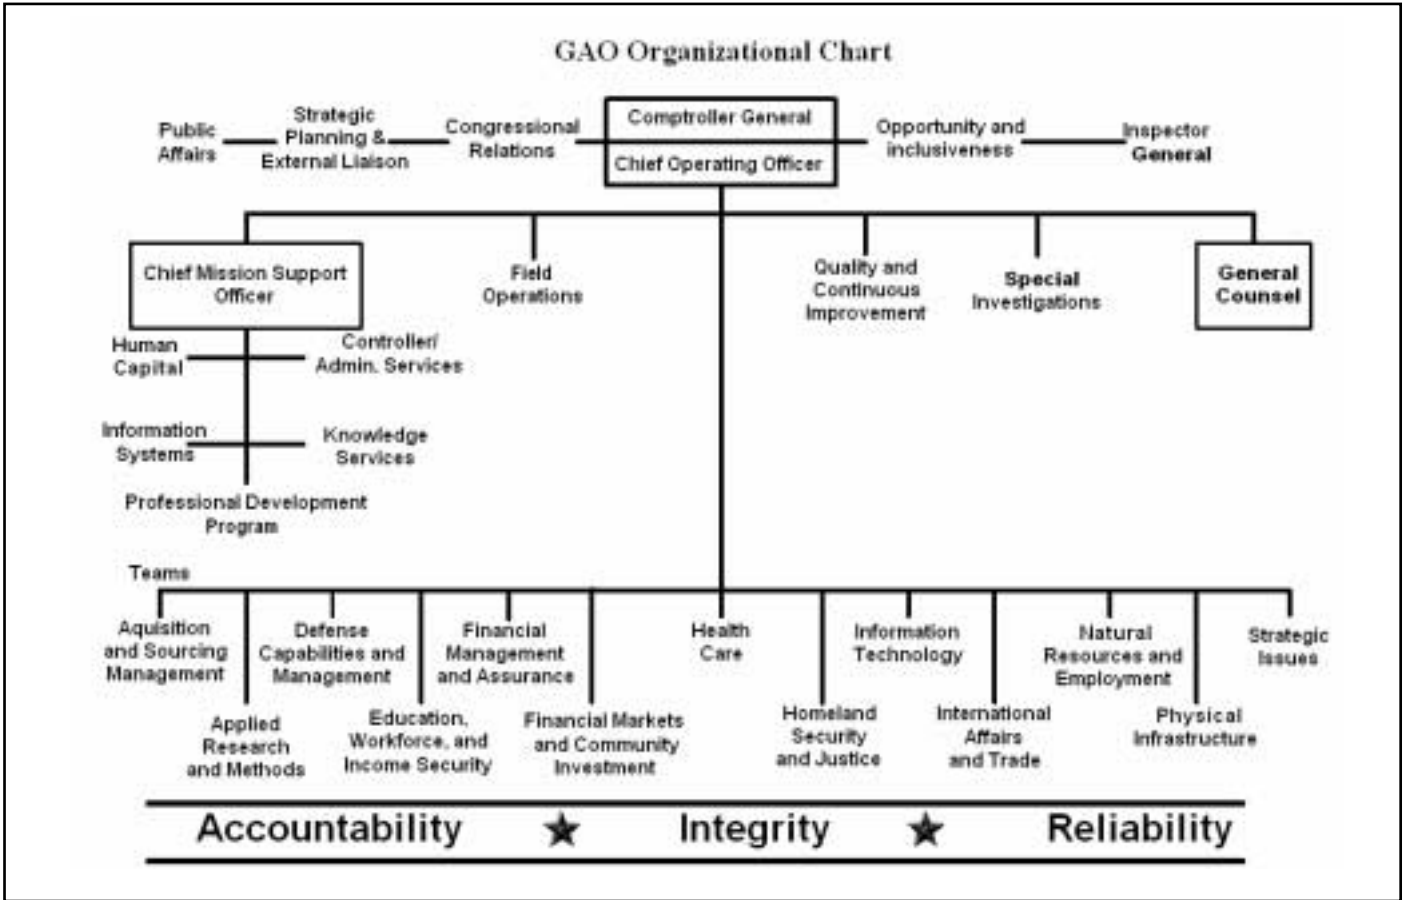 GAO Organizational Chart
Public
Affairs
Strategic
Planning &
External Liaison
Congressional
Relations
Comptroller General
Chief Operating Officer
Opportunity and
inclusiveness
Inspector
General
Chief Mission Support
Officer
Field
Operations
Quality and
Continuous
Improvement
Special
Investigations
General
Counsel
Human
Capital
Controller/
Admin. Services
Information
Systems
Knowledge
Services
Professional Development
Program
Teams
Aquisition
and Sourcing
Management
Applied
Research
and Methods
Defense
Capabilities and
Management
Education,
Workforce, and
Income Security
Financial
Management
and Assurance
Financial Markets
and Community
Investment
Health
Care
Homeland
Security
and Justice
Information
Technology
International
Affairs
and Trade
Natural
Resources and
Employment
Physical
Infrastructure
Strategic
Issues
Accountability ★ Integrity ★ Reliability